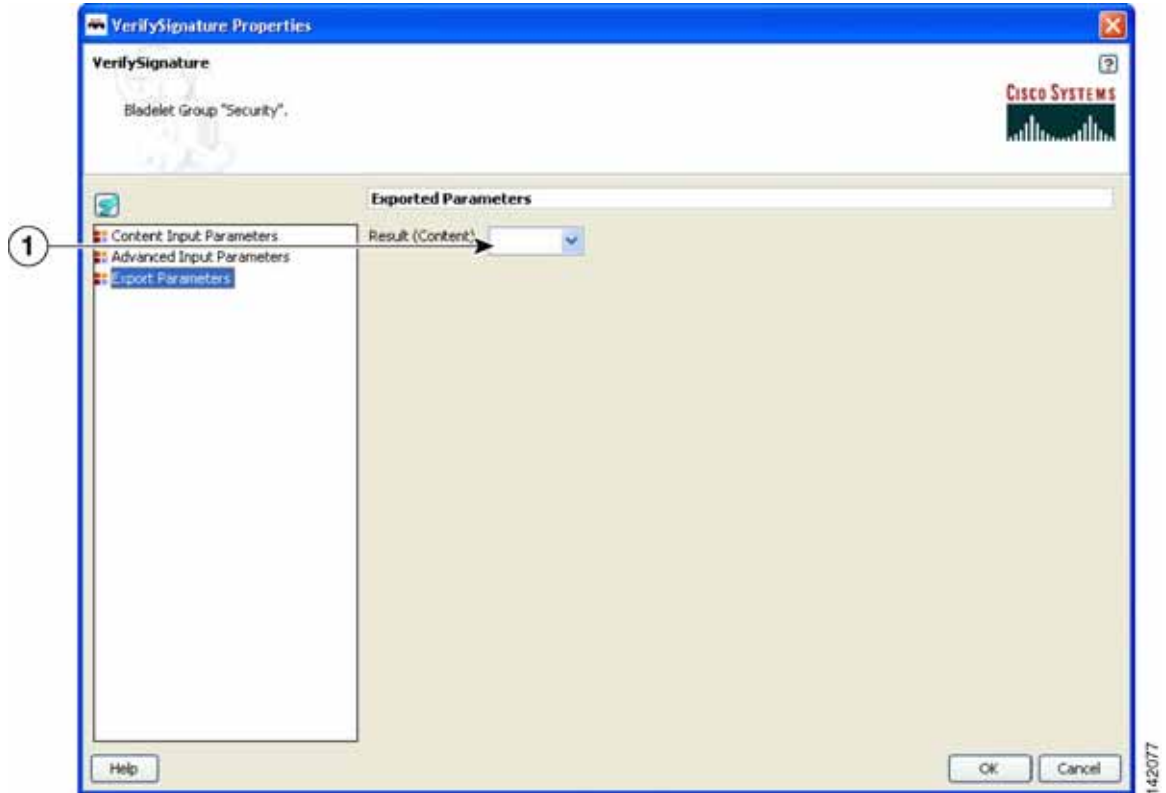 VerifySignature Properties
VerifySignature
?
Bladelet Group "Security".
CISCO SYSTEMS
Exported Parameters
1
Content Input Parameters
Result (Content)
Advanced Input Parameters
Export Parameters
Help
OK
Cancel
142077